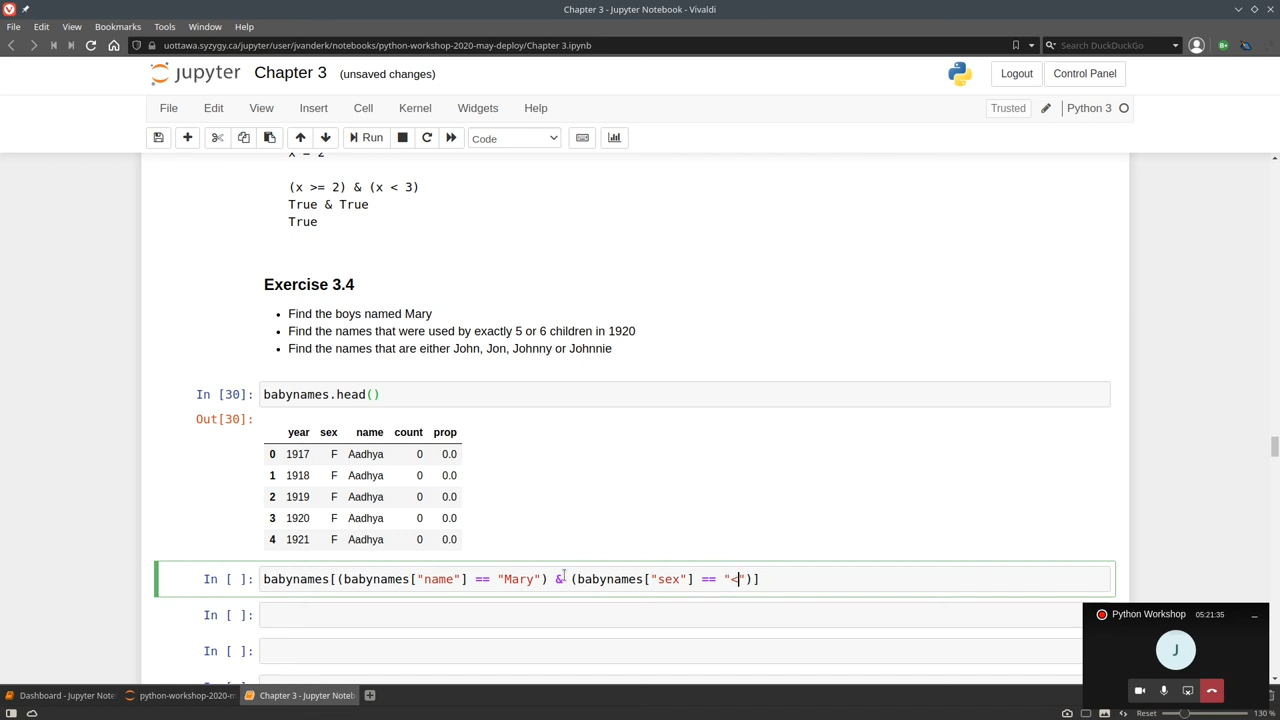 Chapter 3 - Jupyter Notebook - Vivaldi
File Edit View Bookmarks Tools Window Help
uottawa.syzygy.ca/jupyter/user/jvanderk/notebooks/python-workshop-2020-may-deploy/Chapter 3.ipynb
Search DuckDuckGo
jupyter Chapter 3 (unsaved changes)
Logout Control Panel
File Edit View Insert Cell Kernel Widgets Help
Trusted Python 3
Run Code
x = 2
(x >= 2) & (x < 3)
True & True
True
Exercise 3.4
• Find the boys named Mary
• Find the names that were used by exactly 5 or 6 children in 1920
• Find the names that are either John, Jon, Johnny or Johnnie
In [30]: babynames.head()
Out[30]:
year sex name count prop
0 1917 F Aadhya 0 0.0
1 1918 F Aadhya 0 0.0
2 1919 F Aadhya 0 0.0
3 1920 F Aadhya 0 0.0
4 1921 F Aadhya 0 0.0
In [ ]: babynames[(babynames["name"] == "Mary") & (babynames["sex"] == "<")]
In [ ]:
In [ ]:
Python Workshop 05:21:35
J
Dashboard - Jupyter Note
python-workshop-2020-m
Chapter 3 - Jupyter Noteb
Reset 130 %